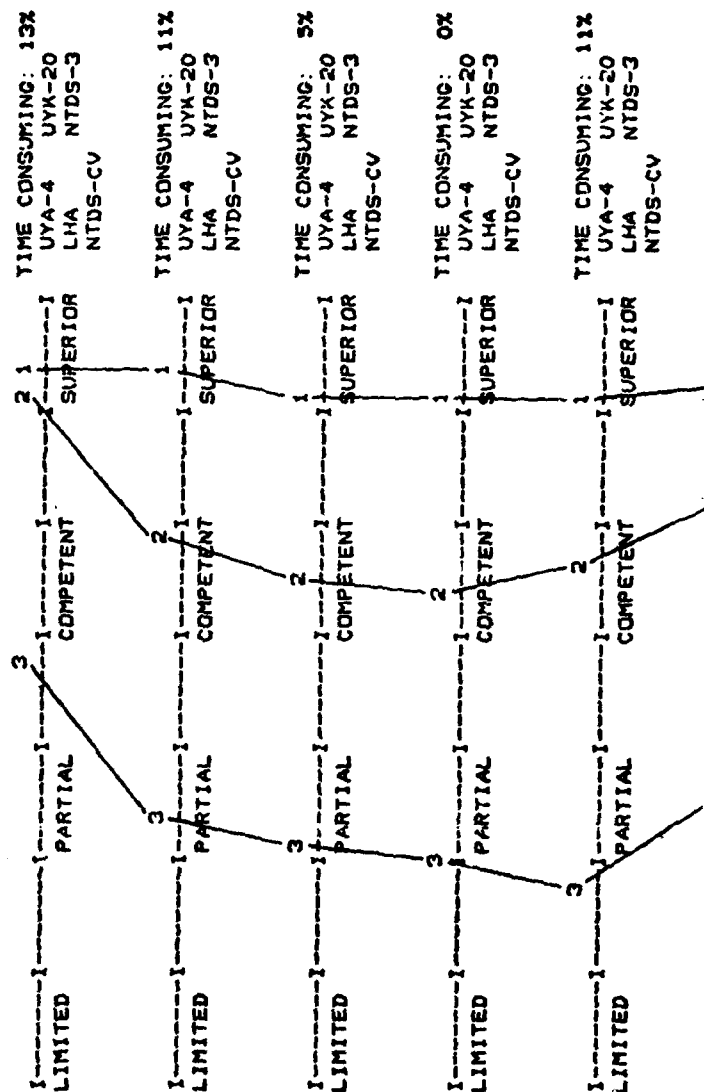 3 2 1 TIME CONSUMING: 13%
I-------I-------I-------I-------I-------I-------I-------I UYA-4 UYK-20
LIMITED PARTIAL COMPETENT SUPERIOR LHA NTDS-3
NTDS-CV
3 2 1 TIME CONSUMING: 11%
I-------I-------I-------I-------I-------I-------I-------I UYA-4 UYK-20
LIMITED PARTIAL COMPETENT SUPERIOR LHA NTDS-3
NTDS-CV
3 2 1 TIME CONSUMING: 5%
I-------I-------I-------I-------I-------I-------I-------I UYA-4 UYK-20
LIMITED PARTIAL COMPETENT SUPERIOR LHA NTDS-3
NTDS-CV
3 2 1 TIME CONSUMING: 0%
I-------I-------I-------I-------I-------I-------I-------I UYA-4 UYK-20
LIMITED PARTIAL COMPETENT SUPERIOR LHA NTDS-3
NTDS-CV
3 2 1 TIME CONSUMING: 11%
I-------I-------I-------I-------I-------I-------I-------I UYA-4 UYK-20
LIMITED PARTIAL COMPETENT SUPERIOR LHA NTDS-3
NTDS-CV